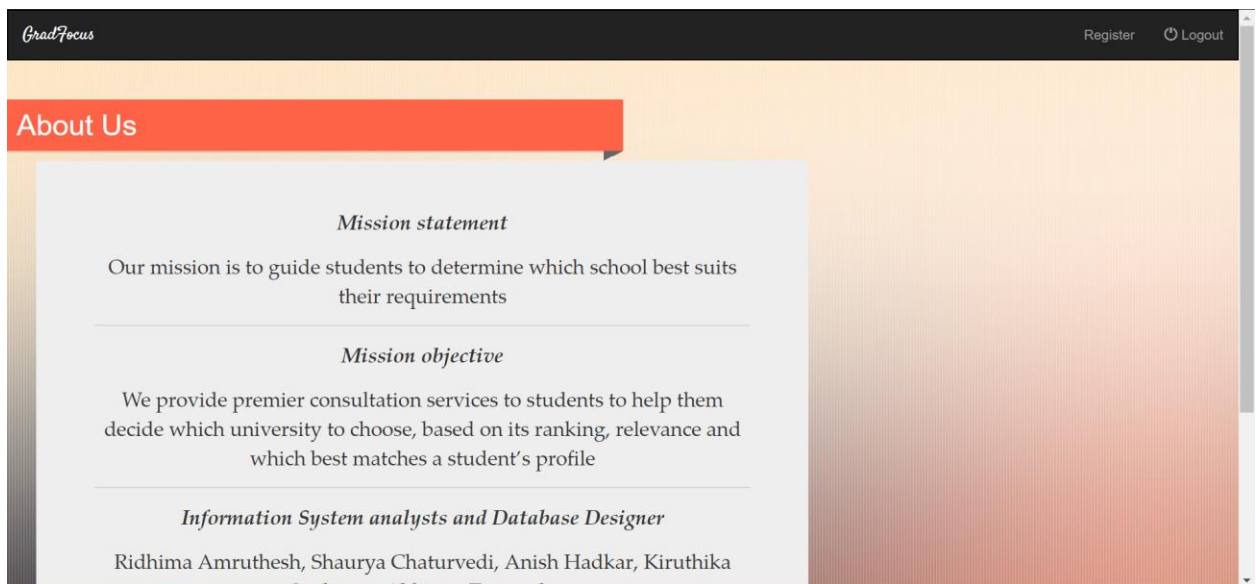 GradFocus
Register
Logout
About Us
Mission statement
Our mission is to guide students to determine which school best suits
their requirements
Mission objective
We provide premier consultation services to students to help them
decide which university to choose, based on its ranking, relevance and
which best matches a student's profile
Information System analysts and Database Designer
Ridhima Amruthesh, Shaurya Chaturvedi, Anish Hadkar, Kiruthika